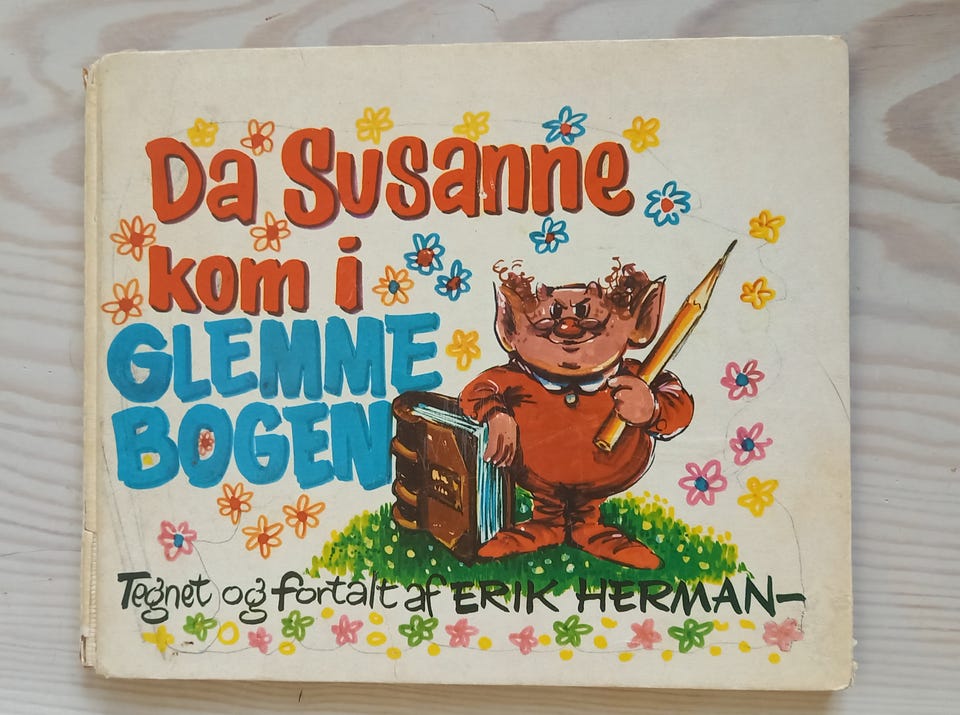 Da Susanne
kom i
GLEMME
BOGEN
Tegnet og fortalt af ERIK HERMAN-